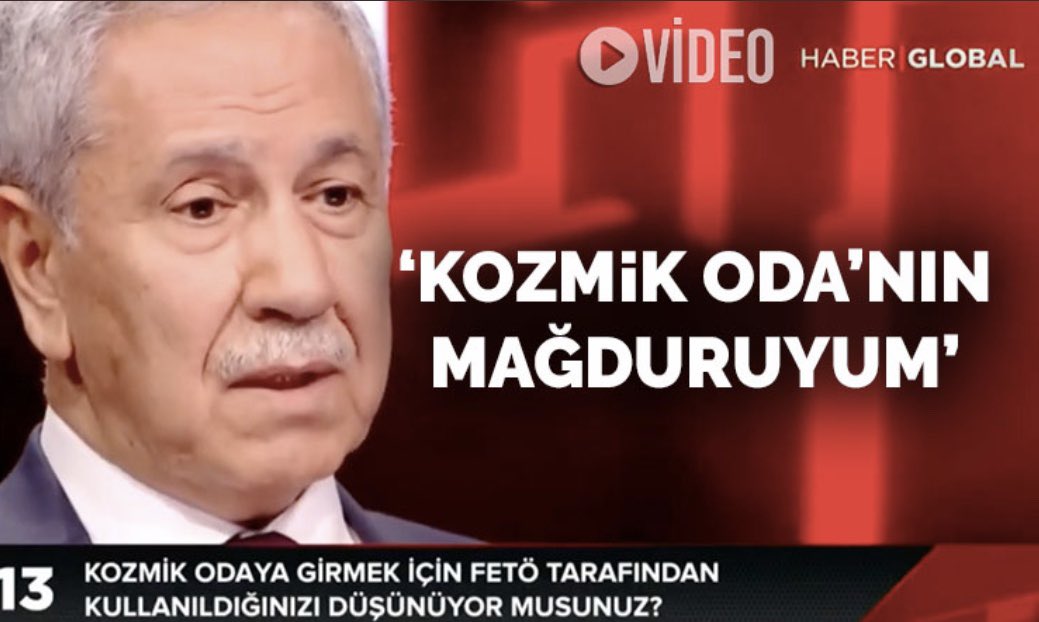 VİDEO
HABER GLOBAL
‘KOZMİK ODA’NIN
MAĞDURUYUM’
13
KOZMİK ODAYA GİRMEK İÇİN FETÖ TARAFINDAN
KULLANILDIĞINIZI DÜŞÜNÜYOR MUSUNUZ?